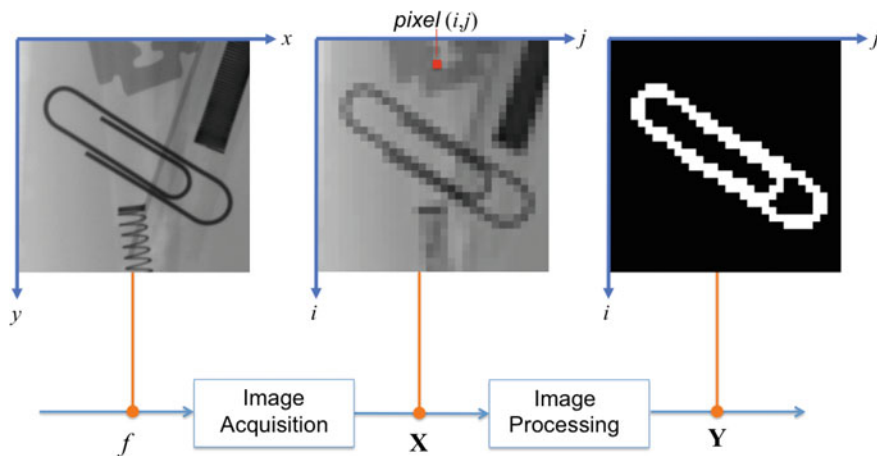 pixel (i,j)
x
j
j
y
i
i
Image
Acquisition
Image
Processing
f
X
Y